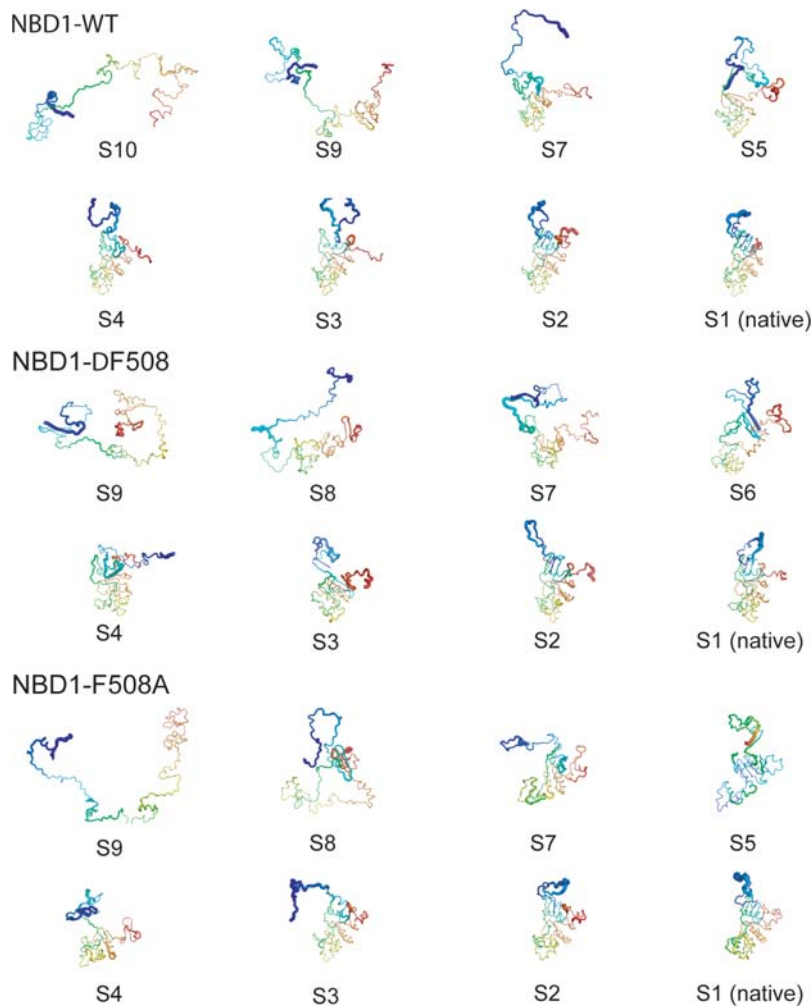 NBD1-WT
S10 S9 S7 S5
S4 S3 S2 S1 (native)
NBD1-DF508
S9 S8 S7 S6
S4 S3 S2 S1 (native)
NBD1-F508A
S9 S8 S7 S5
S4 S3 S2 S1 (native)